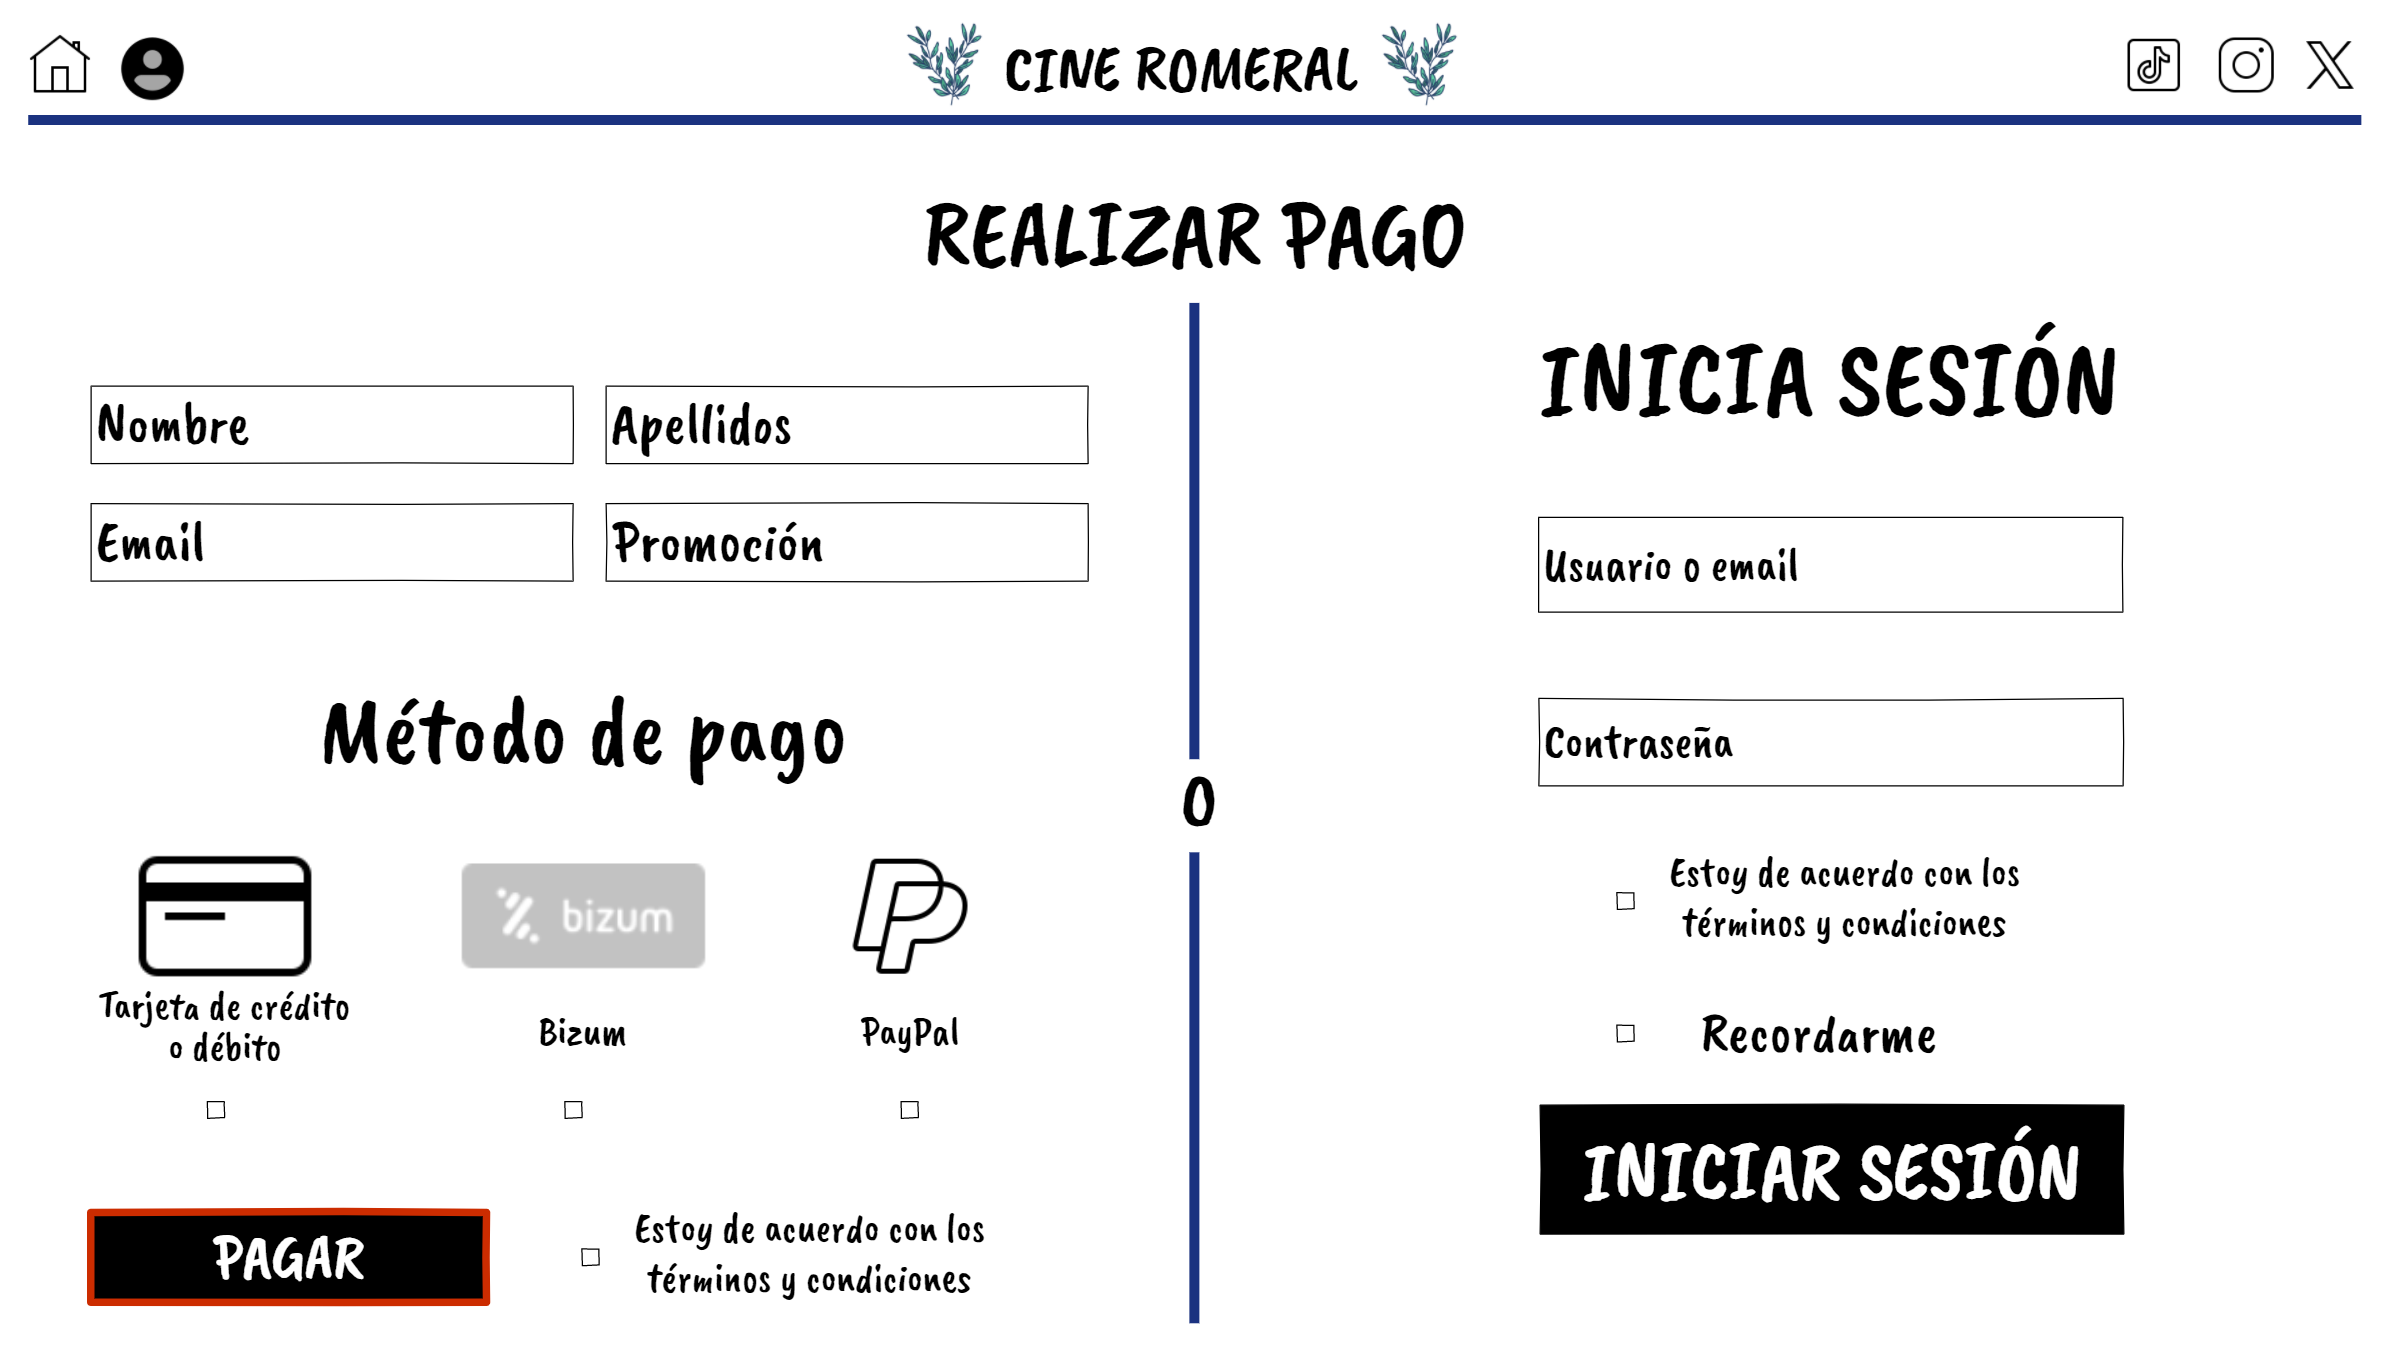 CINE ROMERAL
REALIZAR PAGO
Nombre
Apellidos
Email
Promoción
Método de pago
bizum
Tarjeta de crédito
o débito
Bizum
PayPal
PAGAR
Estoy de acuerdo con los
términos y condiciones
O
INICIA SESIÓN
Usuario o email
Contraseña
Estoy de acuerdo con los
términos y condiciones
Recordarme
INICIAR SESIÓN